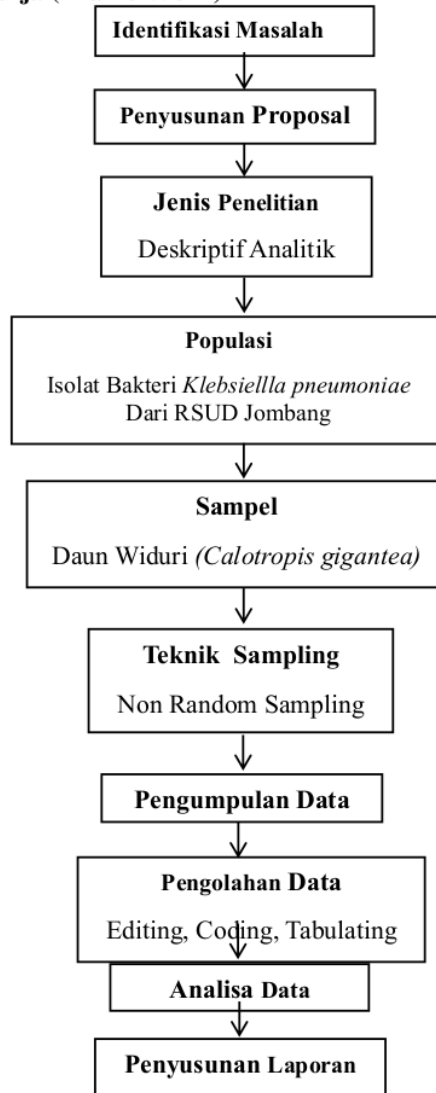 Identifikasi Masalah
Penyusunan Proposal
Jenis Penelitian
Deskriptif Analitik
Populasi
Isolat Bakteri Klebsiellla pneumoniae
Dari RSUD Jombang
Sampel
Daun Widuri (Calotropis gigantea)
Teknik Sampling
Non Random Sampling
Pengumpulan Data
Pengolahan Data
Editing, Coding, Tabulating
Analisa Data
Penyusunan Laporan